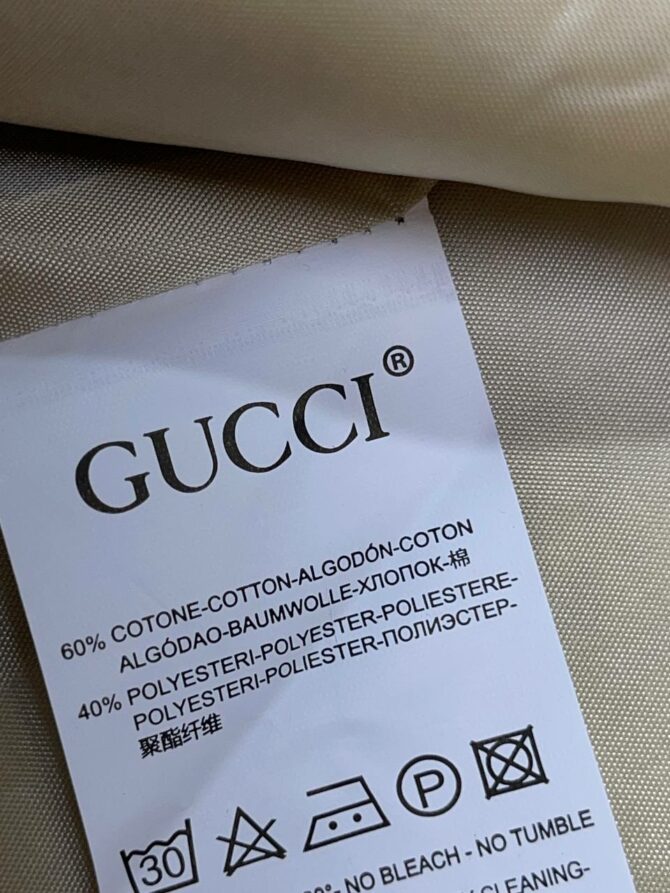 GUCCI®
60% COTONE-COTTON-ALGODÓN-COTON
ALGÓDAO-BAUMWOLLE-ХЛОПОК-棉
40% POLYESTERI-POLYESTER-POLIESTERE-
POLYESTERI-POLIESTER-ПОЛИЭСТЕР-
聚酯纤维
30
P
- NO BLEACH - NO TUMBLE
CLEANING-